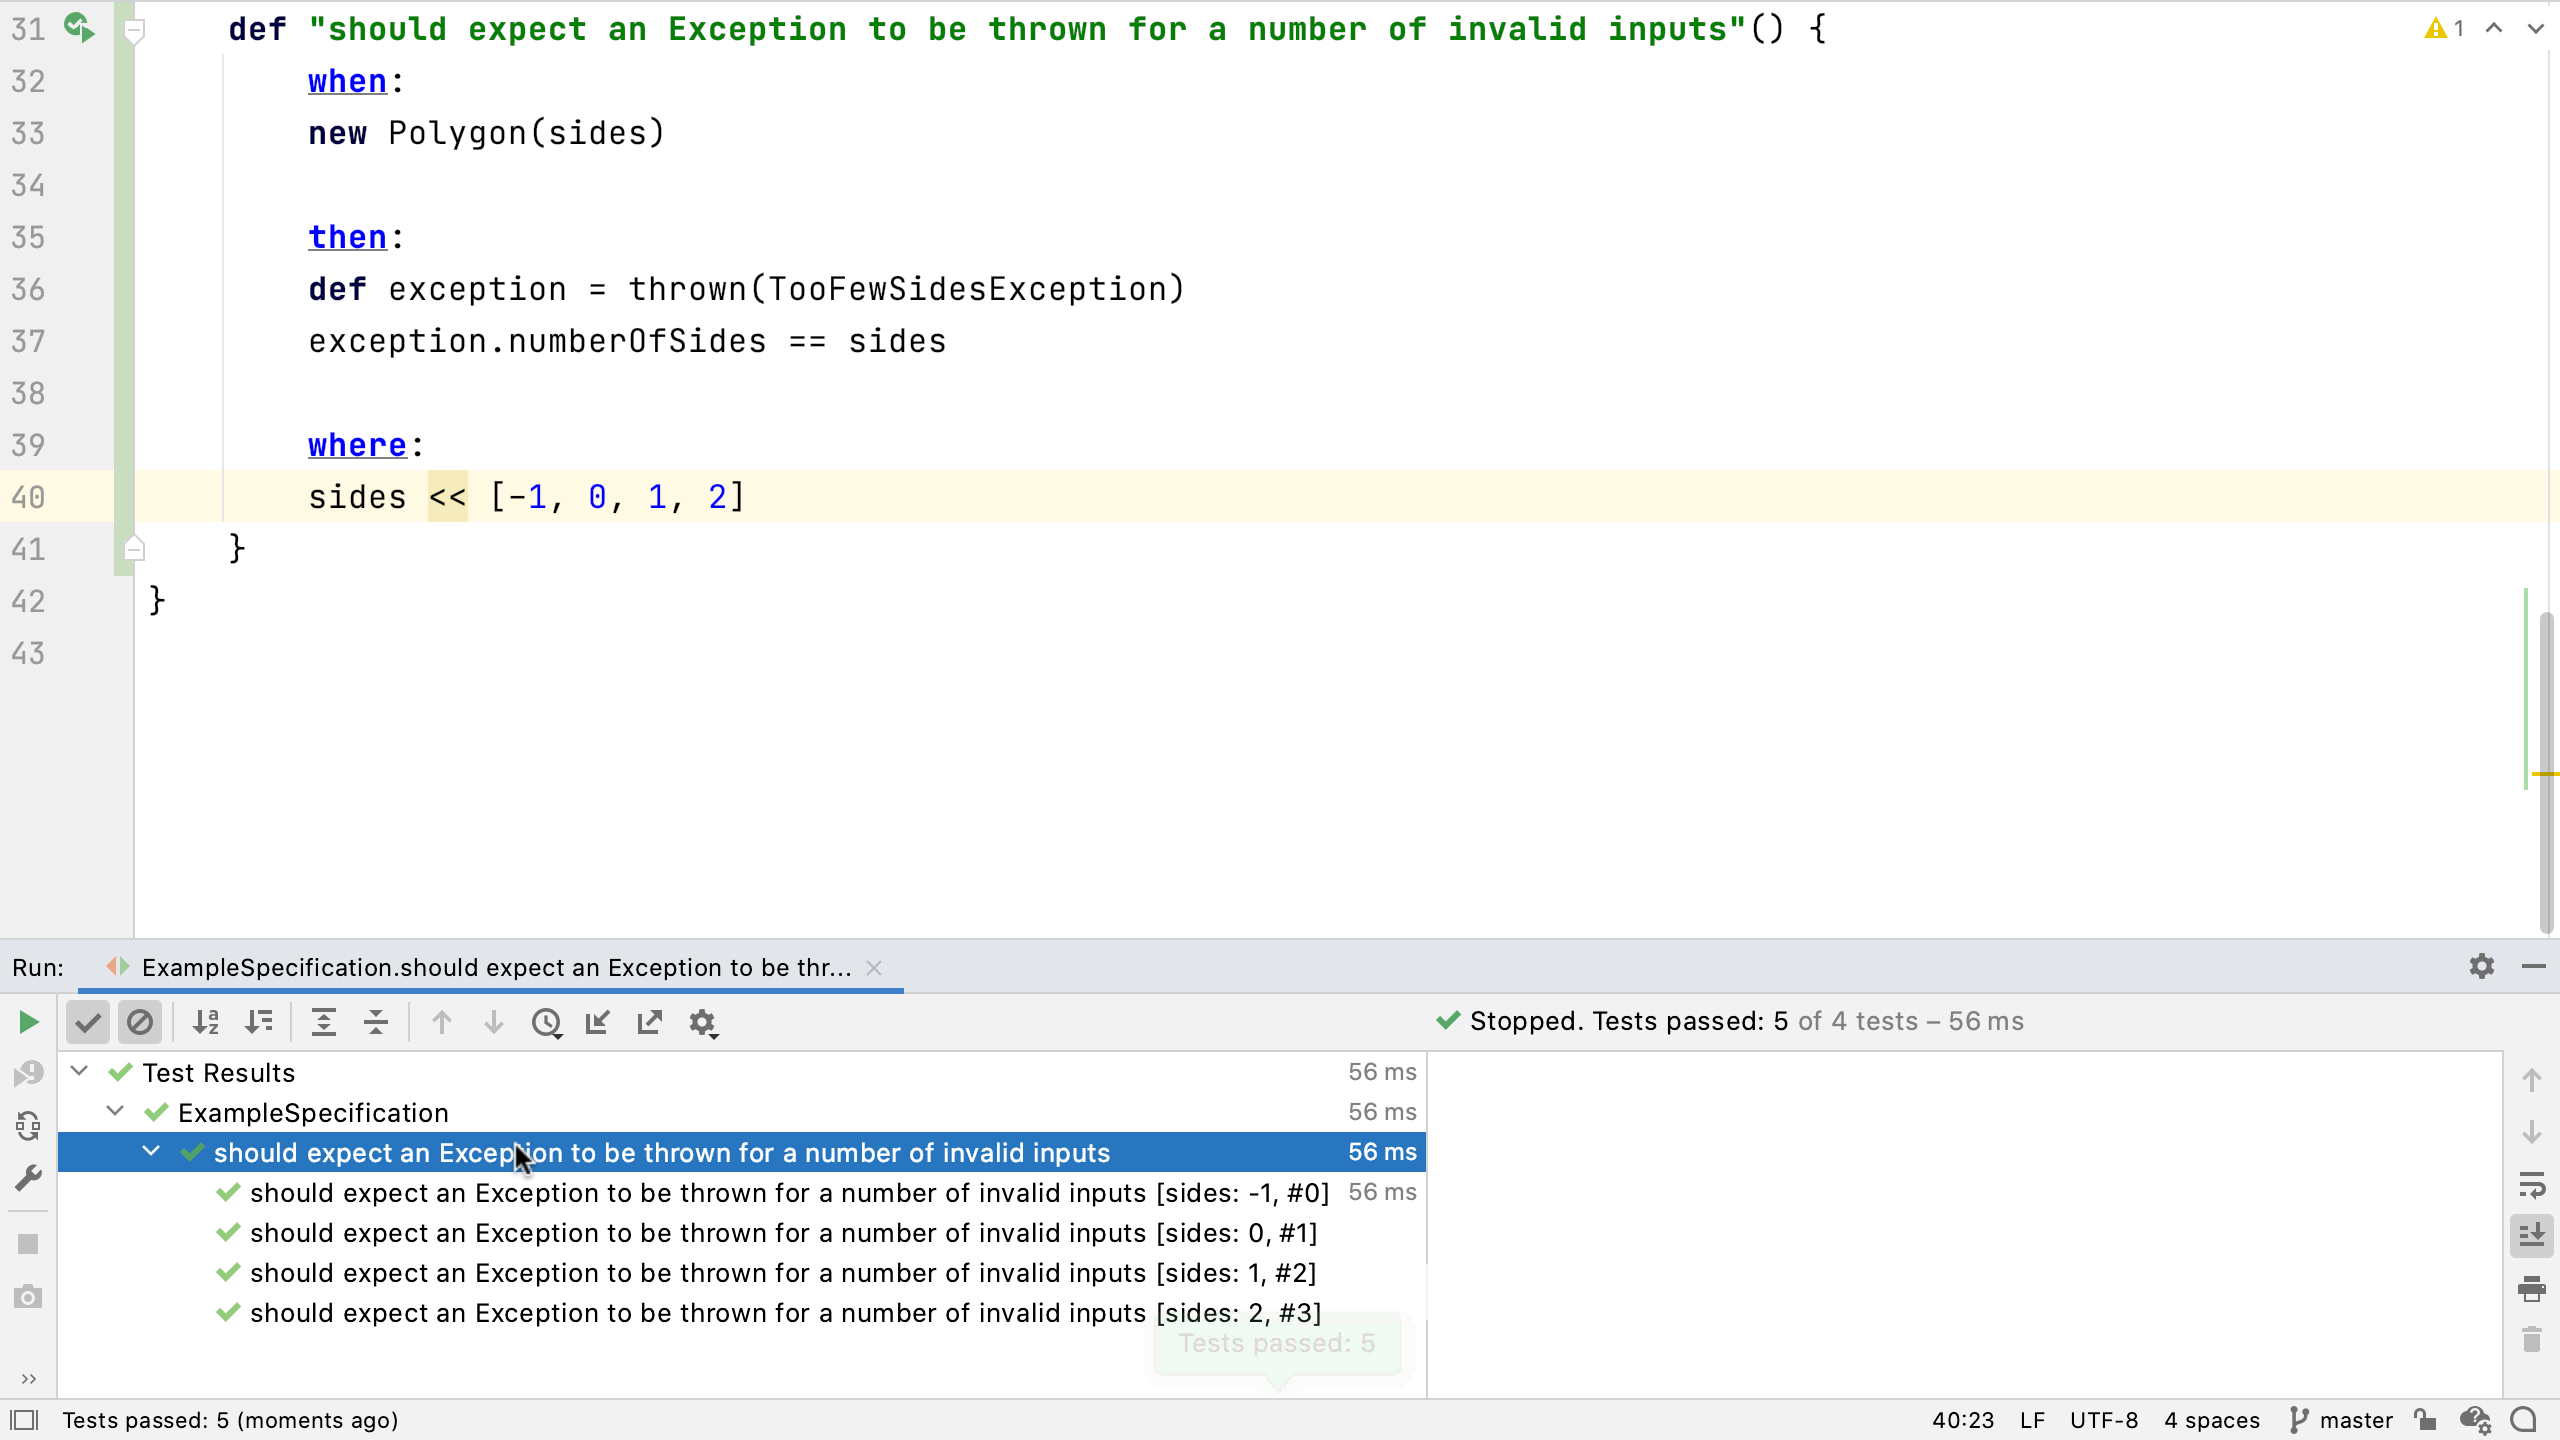 31 def "should expect an Exception to be thrown for a number of invalid inputs"() {
1
32 when:
33 new Polygon(sides)
34
35 then:
36 def exception = thrown(TooFewSidesException)
37 exception.numberOfSides == sides
38
39 where:
40 sides << [-1, 0, 1, 2]
41 }
42 }
43
Run: ExampleSpecification.should expect an Exception to be thr...
Stopped. Tests passed: 5 of 4 tests – 56 ms
Test Results 56 ms
ExampleSpecification 56 ms
should expect an Exception to be thrown for a number of invalid inputs 56 ms
should expect an Exception to be thrown for a number of invalid inputs [sides: -1, #0] 56 ms
should expect an Exception to be thrown for a number of invalid inputs [sides: 0, #1]
should expect an Exception to be thrown for a number of invalid inputs [sides: 1, #2]
should expect an Exception to be thrown for a number of invalid inputs [sides: 2, #3]
Tests passed: 5
Tests passed: 5 (moments ago) 40:23 LF UTF-8 4 spaces master